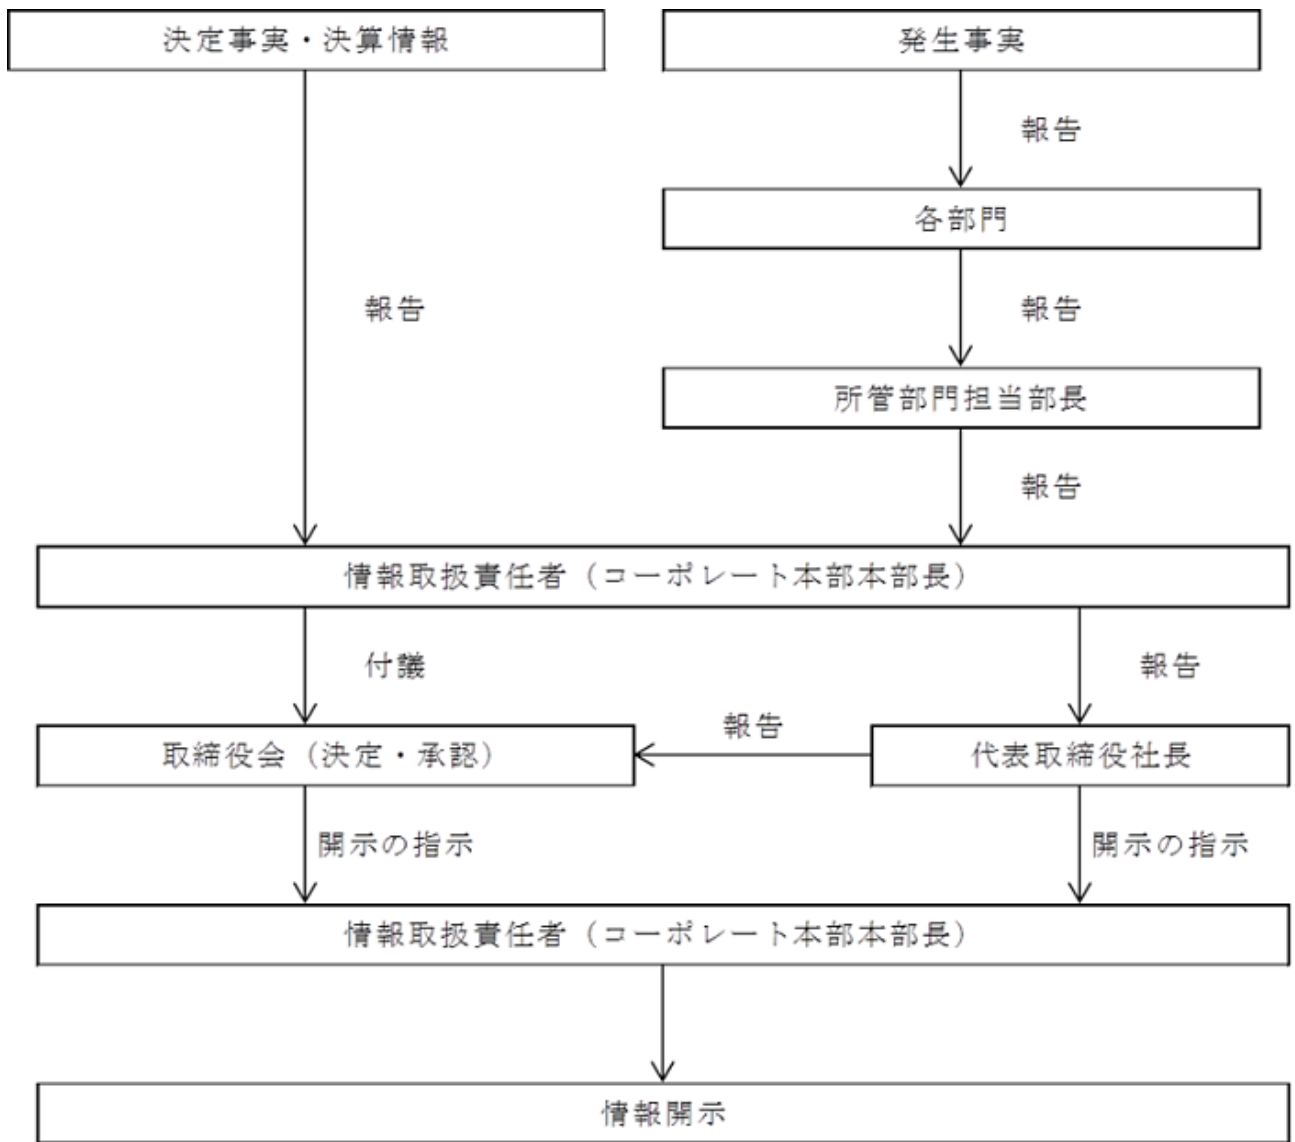 決定事実・決算情報
発生事実
報告
各部門
報告
報告
所管部門担当部長
報告
情報取扱責任者（コーポレート本部本部長）
付議
報告
報告
取締役会（決定・承認）
代表取締役社長
開示の指示
開示の指示
情報取扱責任者（コーポレート本部本部長）
情報開示